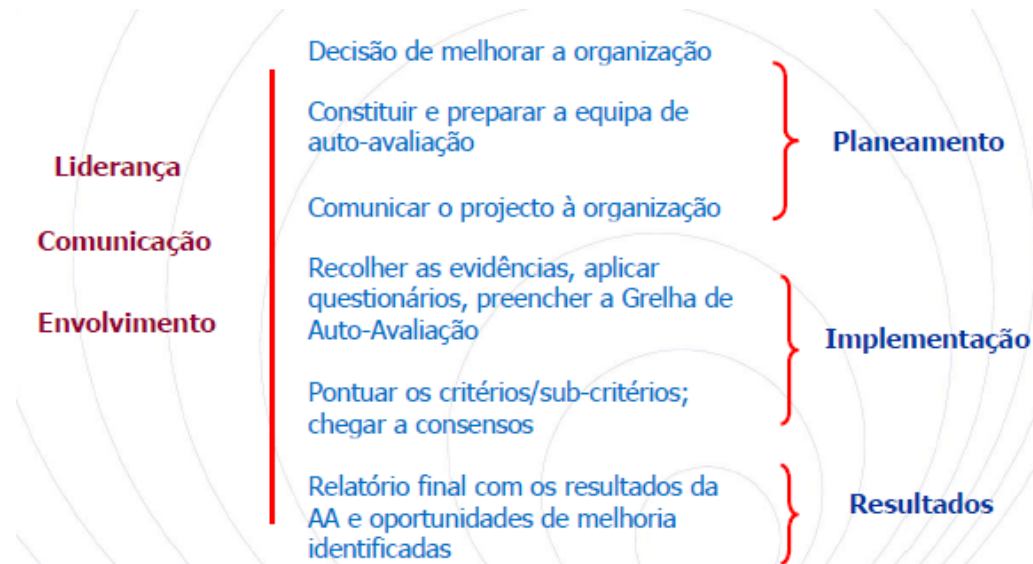 Liderança
Comunicação
Envolvimento
Decisão de melhorar a organização
Constituir e preparar a equipa de
auto-avaliação
Comunicar o projecto à organização
Recolher as evidências, aplicar
questionários, preencher a Grelha de
Auto-Avaliação
Pontuar os critérios/sub-critérios;
chegar a consensos
Relatório final com os resultados da
AA e oportunidades de melhoria
identificadas
Planeamento
Implementação
Resultados